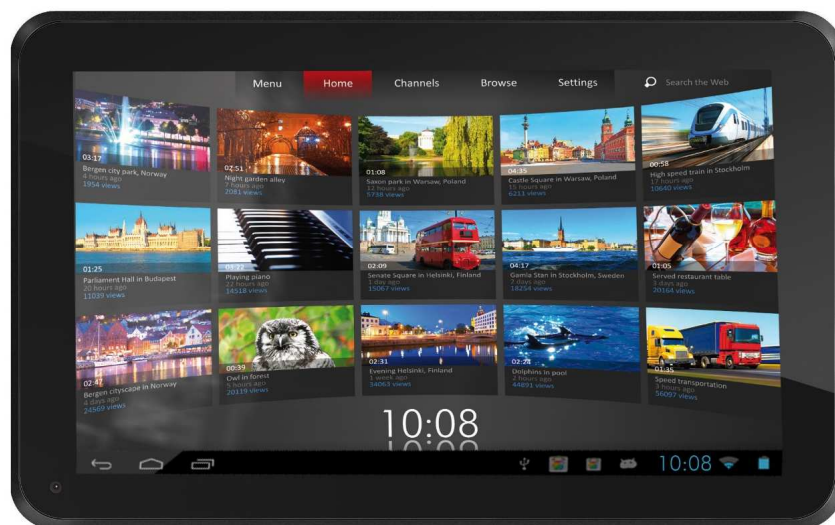 Menu
Home
Channels
Browse
Settings
Search the Web
03:17
Bergen city park, Norway
4 hours ago
1954 views
02:51
Night garden alley
7 hours ago
2081 views
01:08
Saxon park in Warsaw, Poland
12 hours ago
5738 views
04:35
Castle Square in Warsaw, Poland
15 hours ago
6211 views
00:58
High speed train in Stockholm
17 hours ago
10640 views
01:25
Parliament Hall in Budapest
20 hours ago
11039 views
Playing piano
22 hours ago
14518 views
02:09
Senate Square in Helsinki, Finland
1 day ago
15067 views
04:17
Gamla Stan in Stockholm, Sweden
2 days ago
18254 views
01:05
Served restaurant table
3 days ago
20164 views
02:47
Bergen cityscape in Norway
4 days ago
24569 views
00:39
Owl in forest
5 hours ago
20119 views
02:31
Evening Helsinki, Finland
1 week ago
34063 views
02:24
Dolphins in pool
2 hours ago
44891 views
01:35
Speed transportation
3 hours ago
56097 views
10:08
10:08